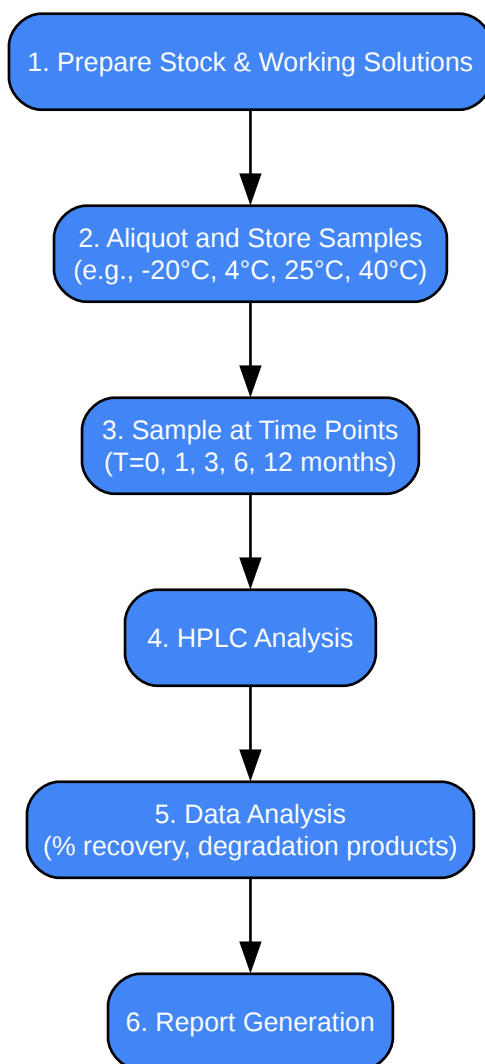 1. Prepare Stock & Working Solutions
2. Aliquot and Store Samples
(e.g., -20°C, 4°C, 25°C, 40°C)
3. Sample at Time Points
(T=0, 1, 3, 6, 12 months)
4. HPLC Analysis
5. Data Analysis
(% recovery, degradation products)
6. Report Generation